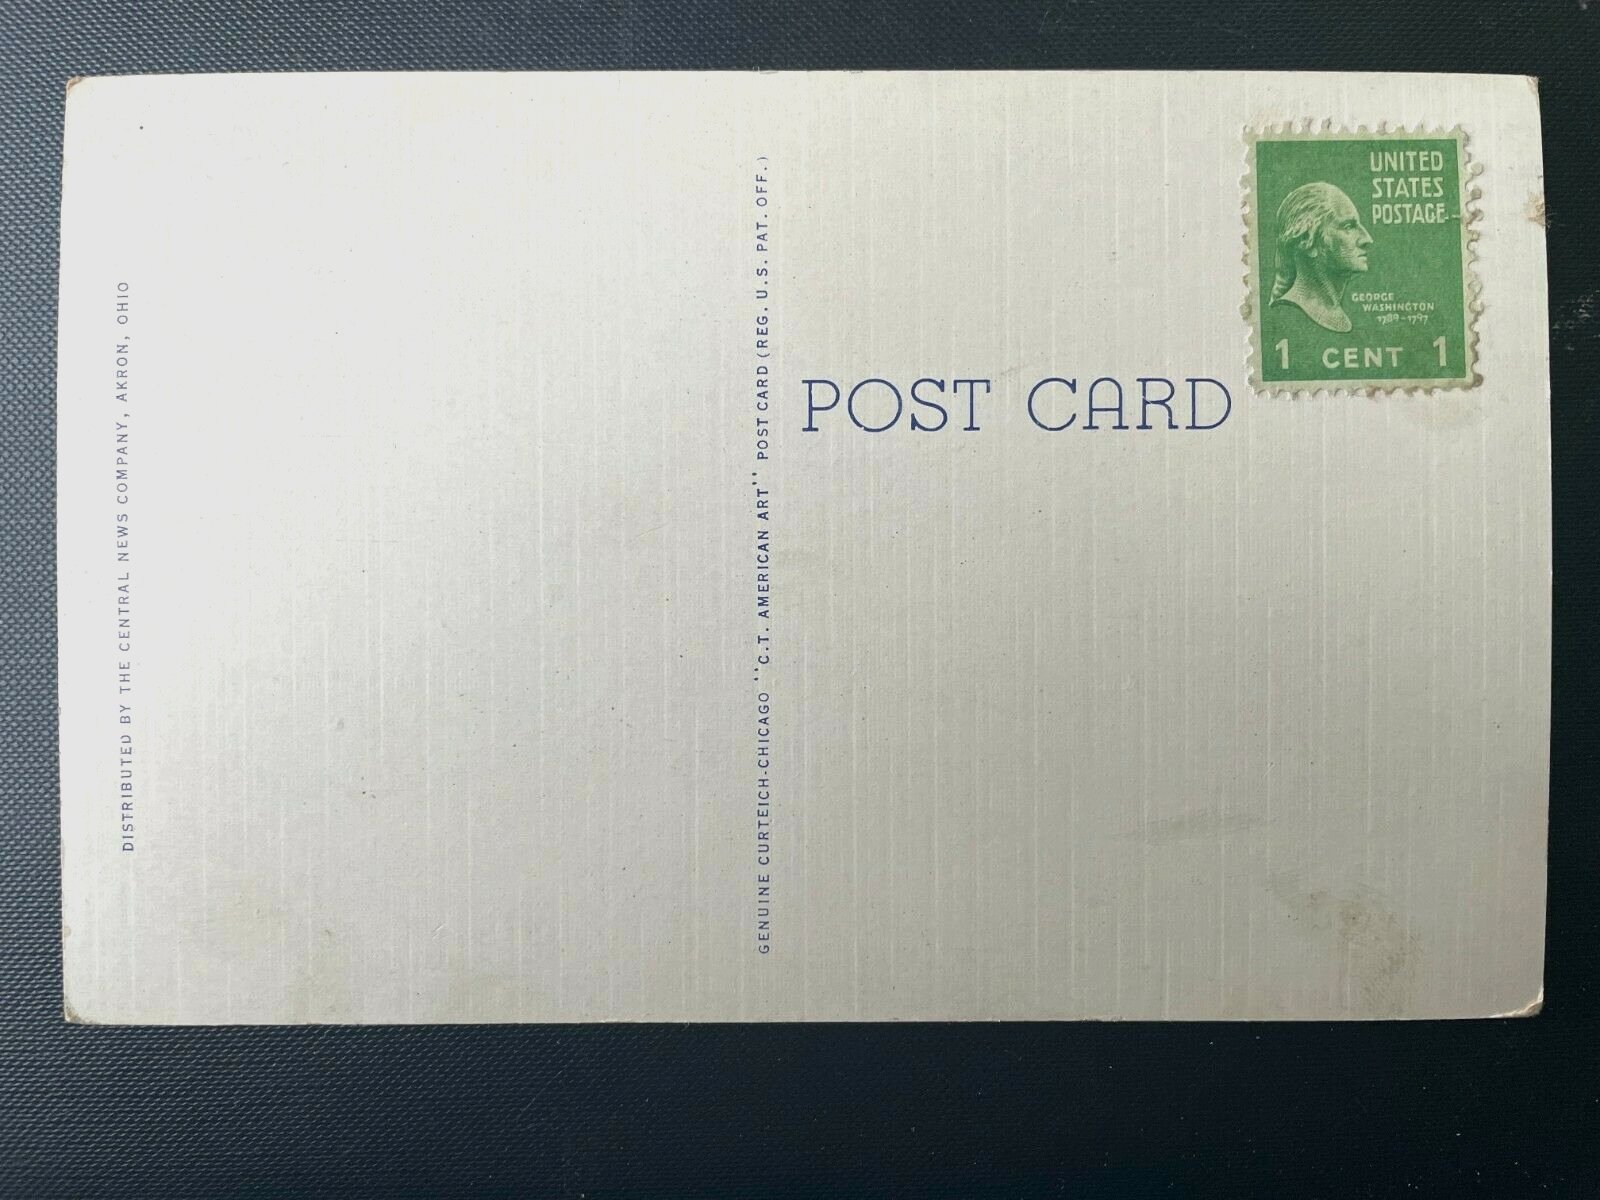 DISTRIBUTED BY THE CENTRAL NEWS COMPANY, AKRON, OHIO
GENUINE CURTEICH-CHICAGO "C.T. AMERICAN ART" POST CARD (REG. U.S. PAT. OFF.)
POST CARD
UNITED
STATES
POSTAGE
GEORGE
WASHINGTON
1789-1797
1 CENT 1